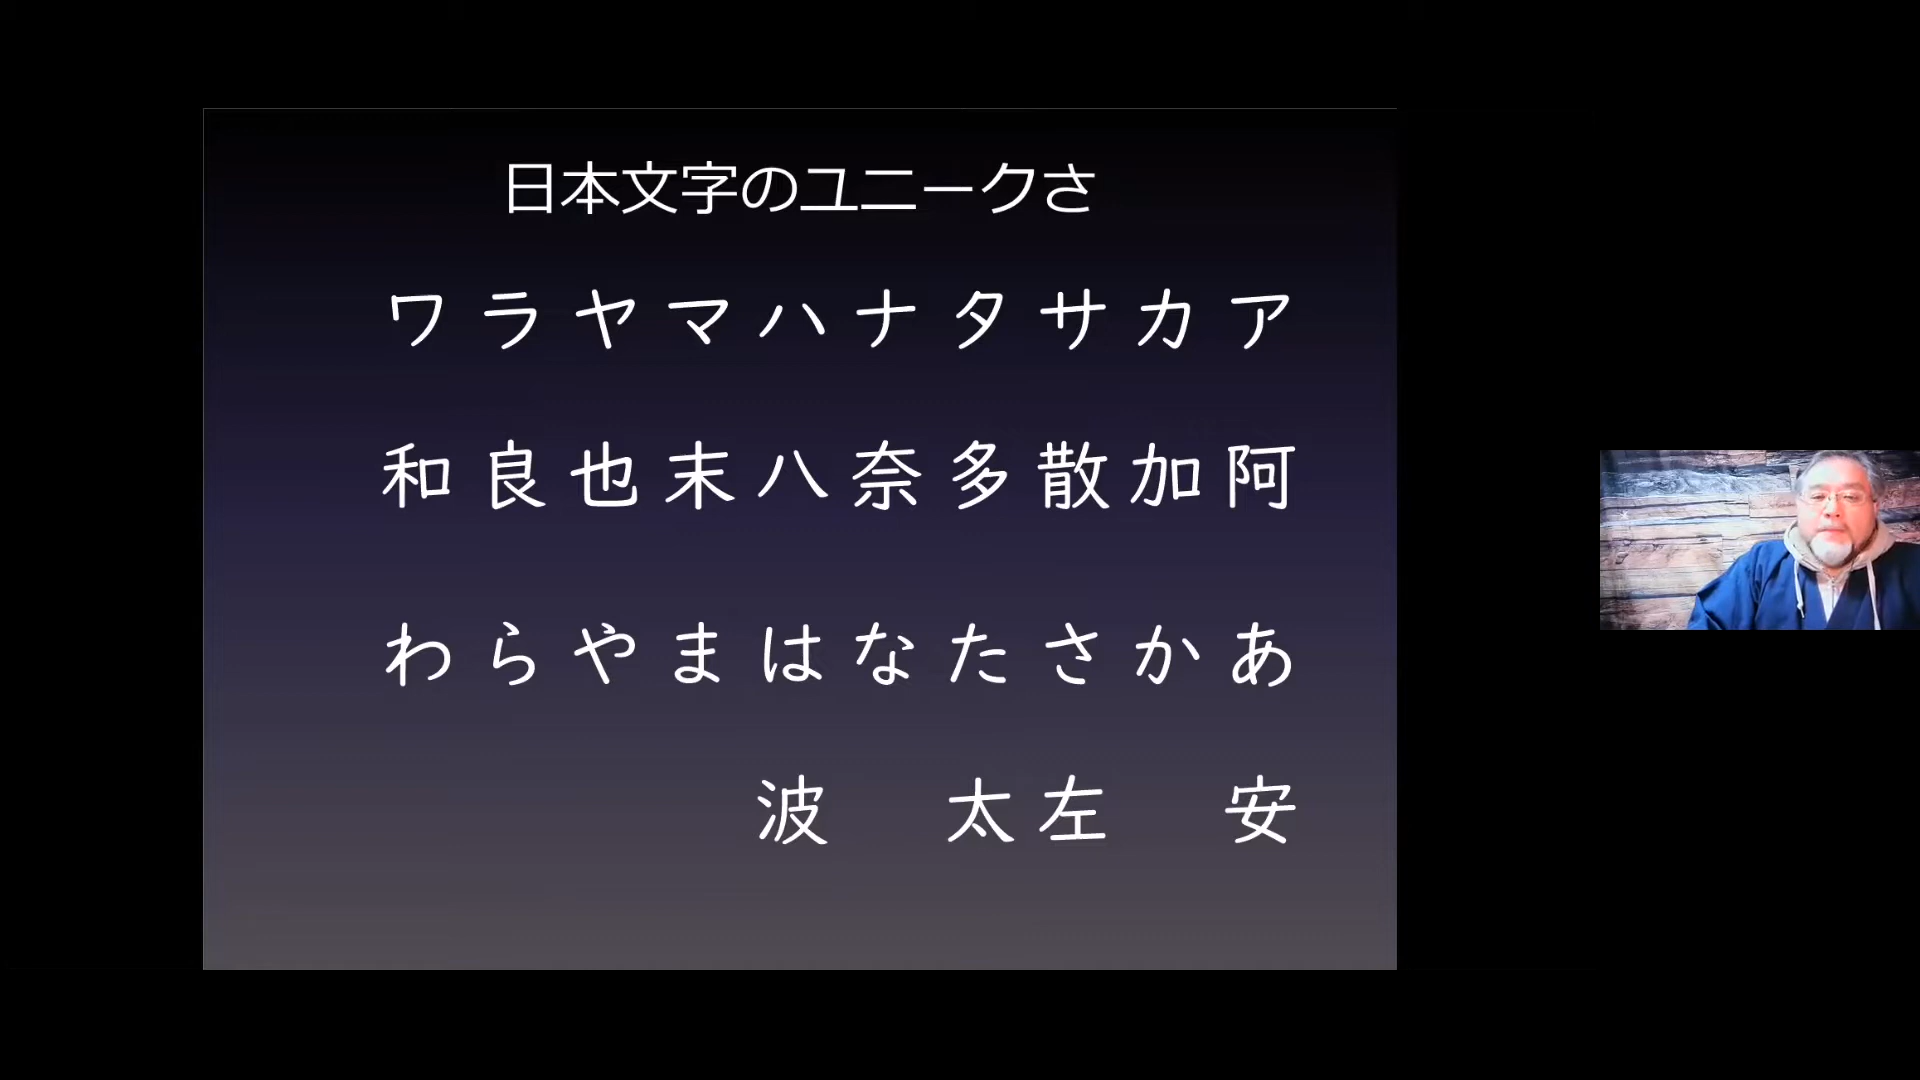 日本文字のユニークさ
ワ ラ ヤ マ ハ ナ タ サ カ ア
和 良 也 末 八 奈 多 散 加 阿
わ ら や ま は な た さ か あ
波 太 左 安